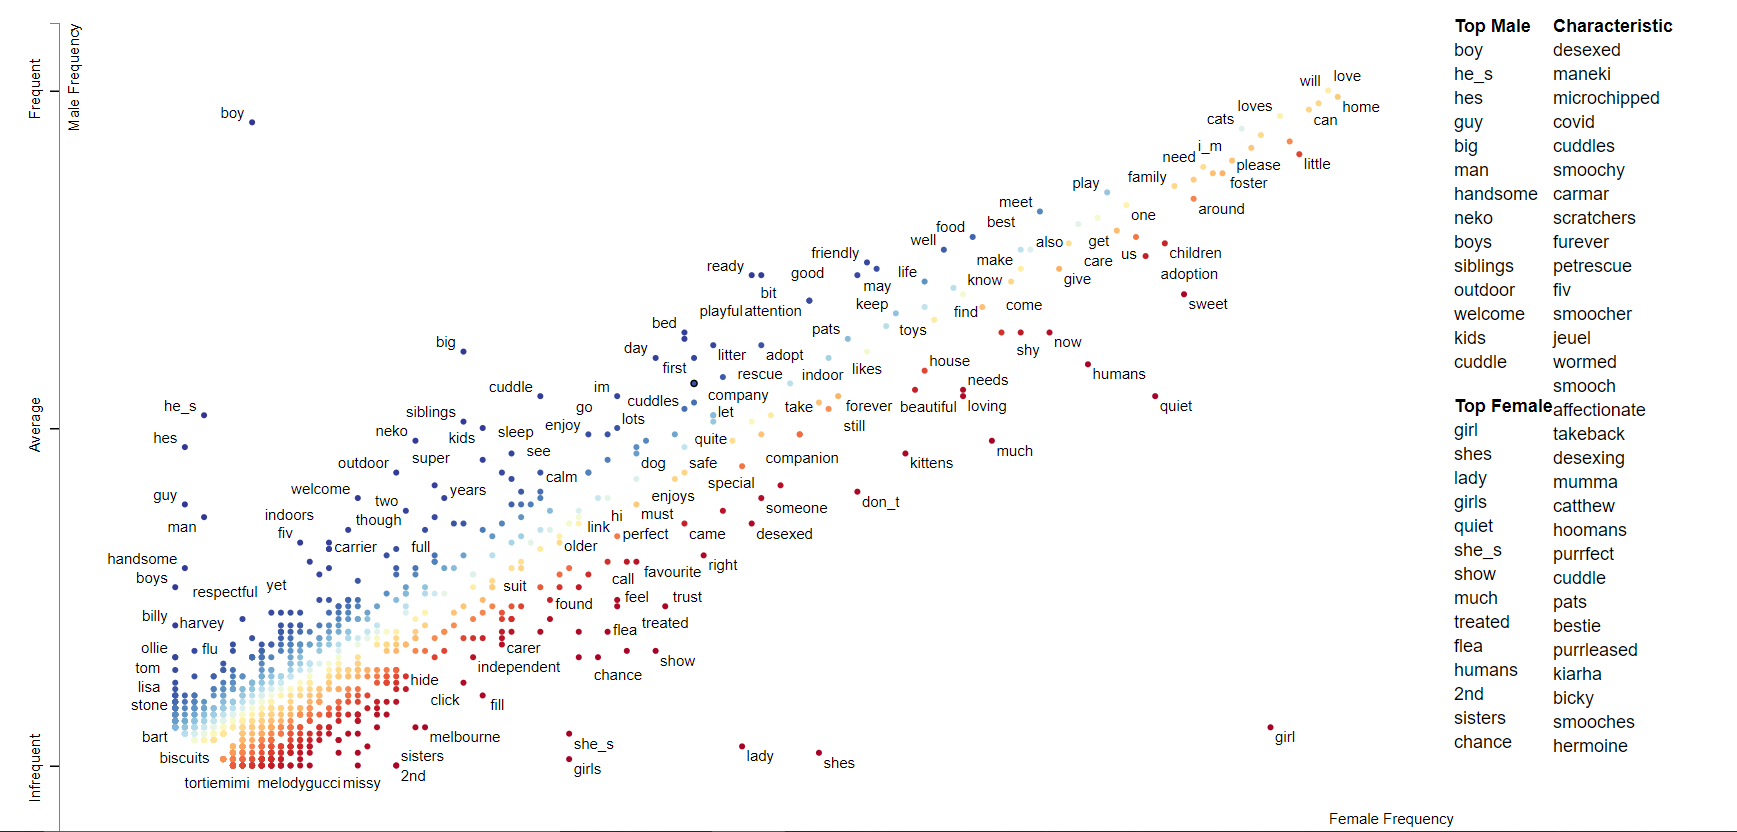 Frequent
Male Frequency
Average
Infrequent
Female Frequency
boy
will
love
loves
home
cats
can
i_m
need
please
little
family
foster
play
around
meet
one
best
food
well
also
get
children
care
us
friendly
make
adoption
ready
good
life
know
give
bit
may
sweet
playful
attention
keep
find
come
bed
pats
toys
big
day
litter
adopt
shy
now
first
house
rescue
indoor
likes
humans
cuddle
im
company
needs
he_s
siblings
go
cuddles
let
take
forever
beautiful
loving
quiet
lots
still
hes
neko
kids
sleep
enjoy
quite
super
see
dog
safe
companion
kittens
much
outdoor
calm
special
guy
welcome
two
years
enjoys
someone
don_t
man
indoors
though
hi
must
fiv
link
perfect
came
desexed
carrier
full
older
handsome
right
boys
respectful
yet
suit
call
favourite
found
feel
trust
billy
harvey
flea
treated
ollie
flu
carer
tom
independent
show
lisa
hide
chance
stone
click
fill
bart
melbourne
she_s
girl
biscuits
sisters
girls
lady
shes
tortie
mimi
melody
gucci
missy
2nd
Top Male
boy
he_s
hes
guy
big
man
handsome
neko
boys
siblings
outdoor
welcome
kids
cuddle
Top Female
girl
shes
lady
girls
quiet
she_s
show
much
treated
flea
humans
2nd
sisters
chance
Characteristic
desexed
maneki
microchipped
covid
cuddles
smoochy
carmar
scratchers
furever
petrescue
fiv
smoocher
jeuel
wormed
smooch
affectionate
takeback
desexing
mumma
catthew
hoomans
purrfect
cuddle
pats
bestie
purrleased
kiarha
bicky
smooches
hermoine